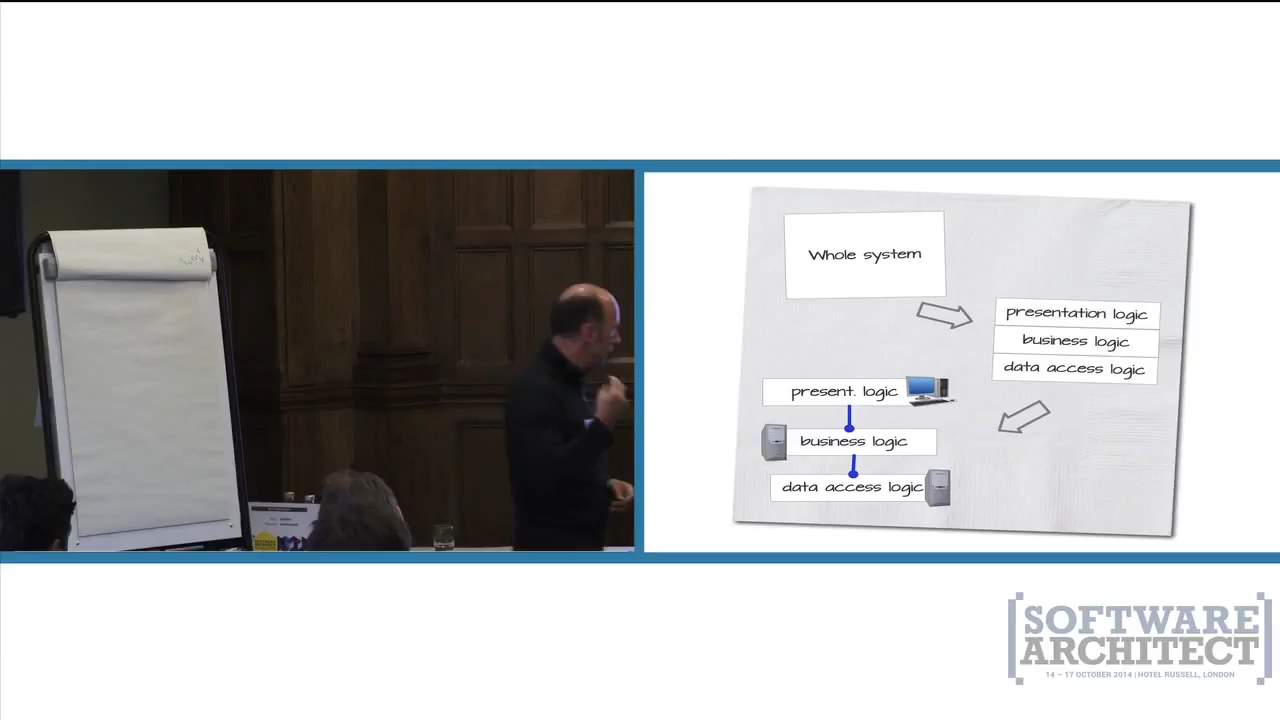 Whole system
presentation logic
business logic
data access logic
present. logic
business logic
data access logic
SOFTWARE
ARCHITECT
14 – 17 OCTOBER 2014 | HOTEL RUSSELL, LONDON